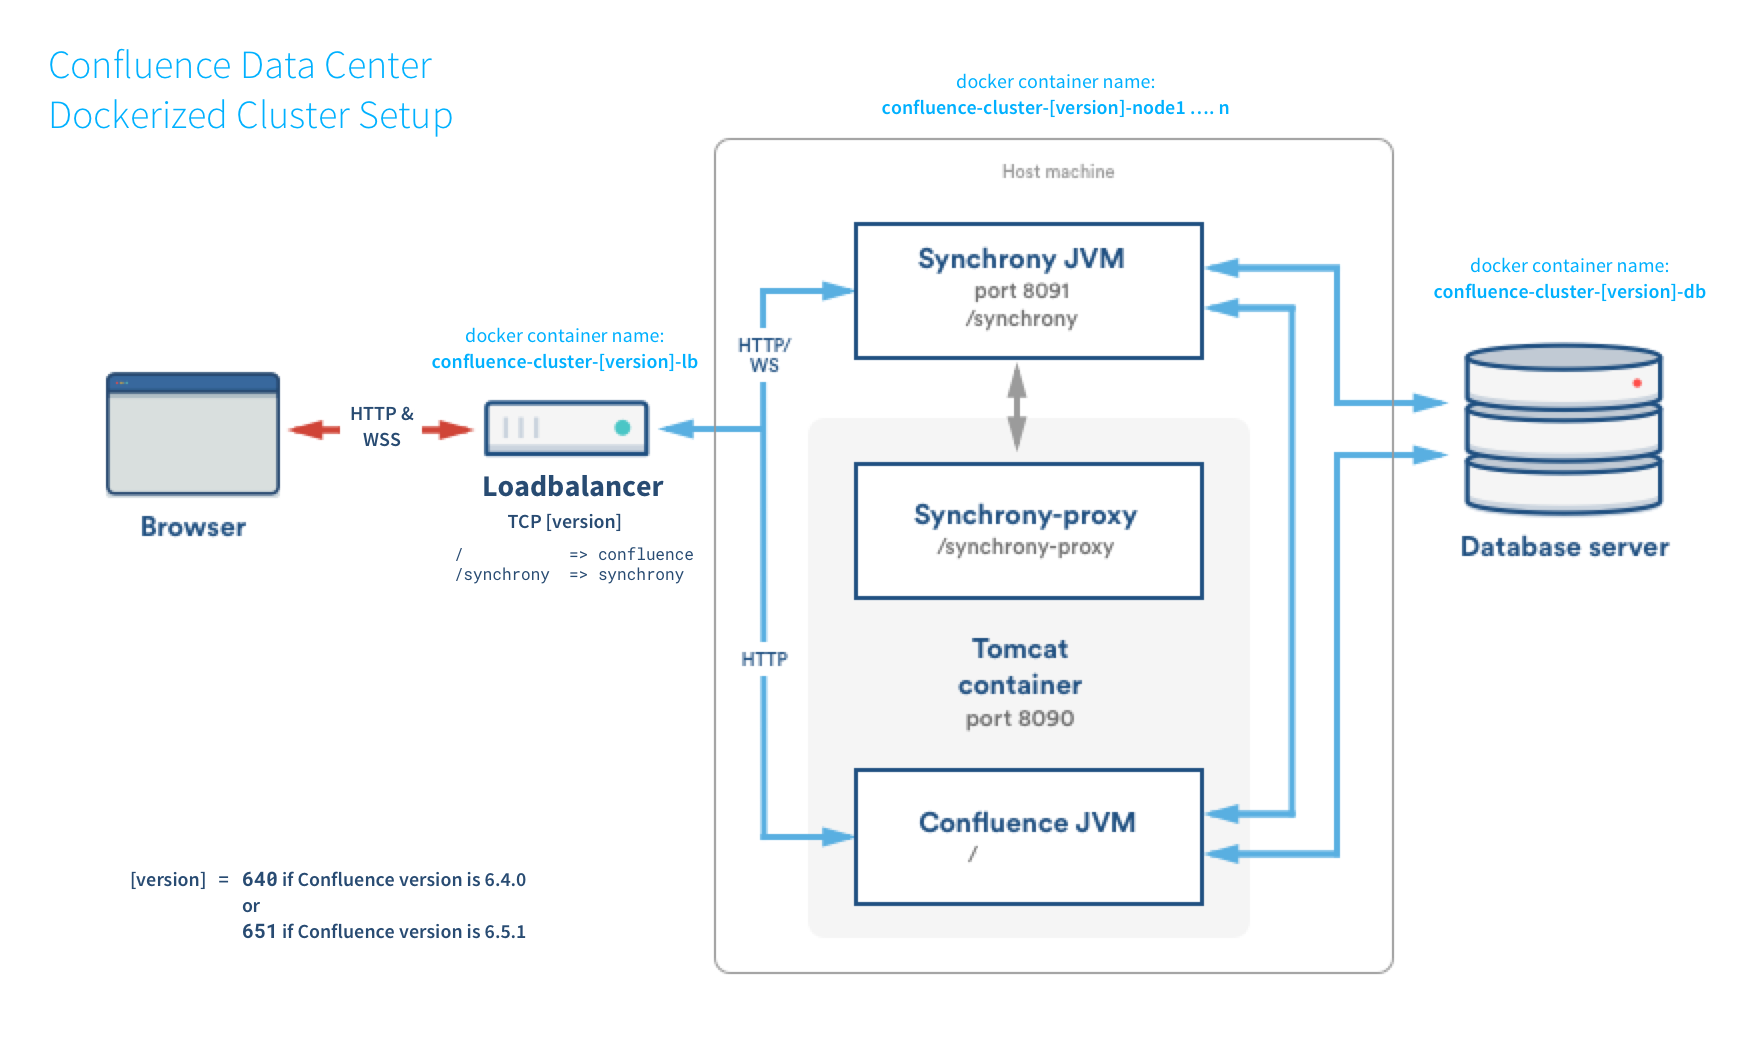 Confluence Data Center
Dockerized Cluster Setup
docker container name:
confluence-cluster-[version]-node1 .... n
Host machine
Synchrony JVM
port 8091
/synchrony
docker container name:
confluence-cluster-[version]-db
docker container name:
confluence-cluster-[version]-lb
HTTP/
WS
HTTP &
WSS
Loadbalancer
TCP [version]
/ => confluence
/synchrony => synchrony
Browser
Synchrony-proxy
/synchrony-proxy
Database server
Tomcat
container
port 8090
HTTP
Confluence JVM
/
[version] = 640 if Confluence version is 6.4.0
or
651 if Confluence version is 6.5.1